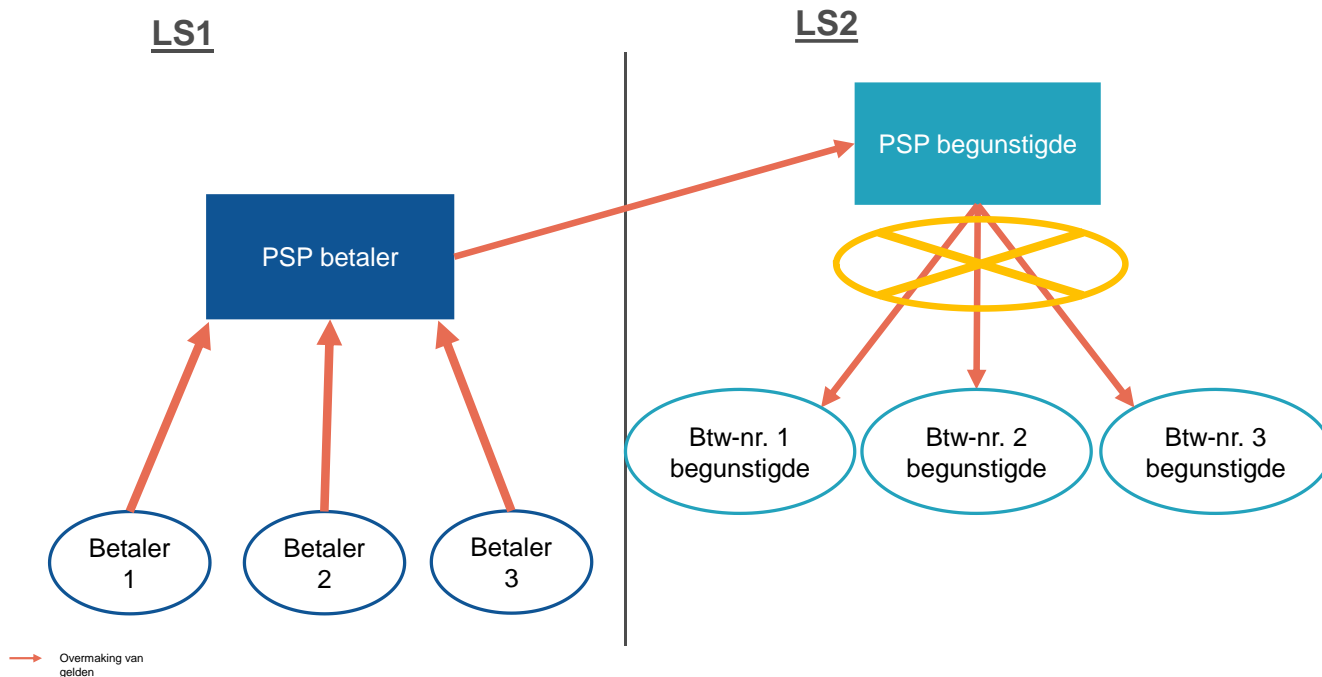 LS1
LS2
PSP begunstigde
PSP betaler
Btw-nr. 1
begunstigde
Btw-nr. 2
begunstigde
Btw-nr. 3
begunstigde
Betaler
1
Betaler
2
Betaler
3
Overmaking van
gelden